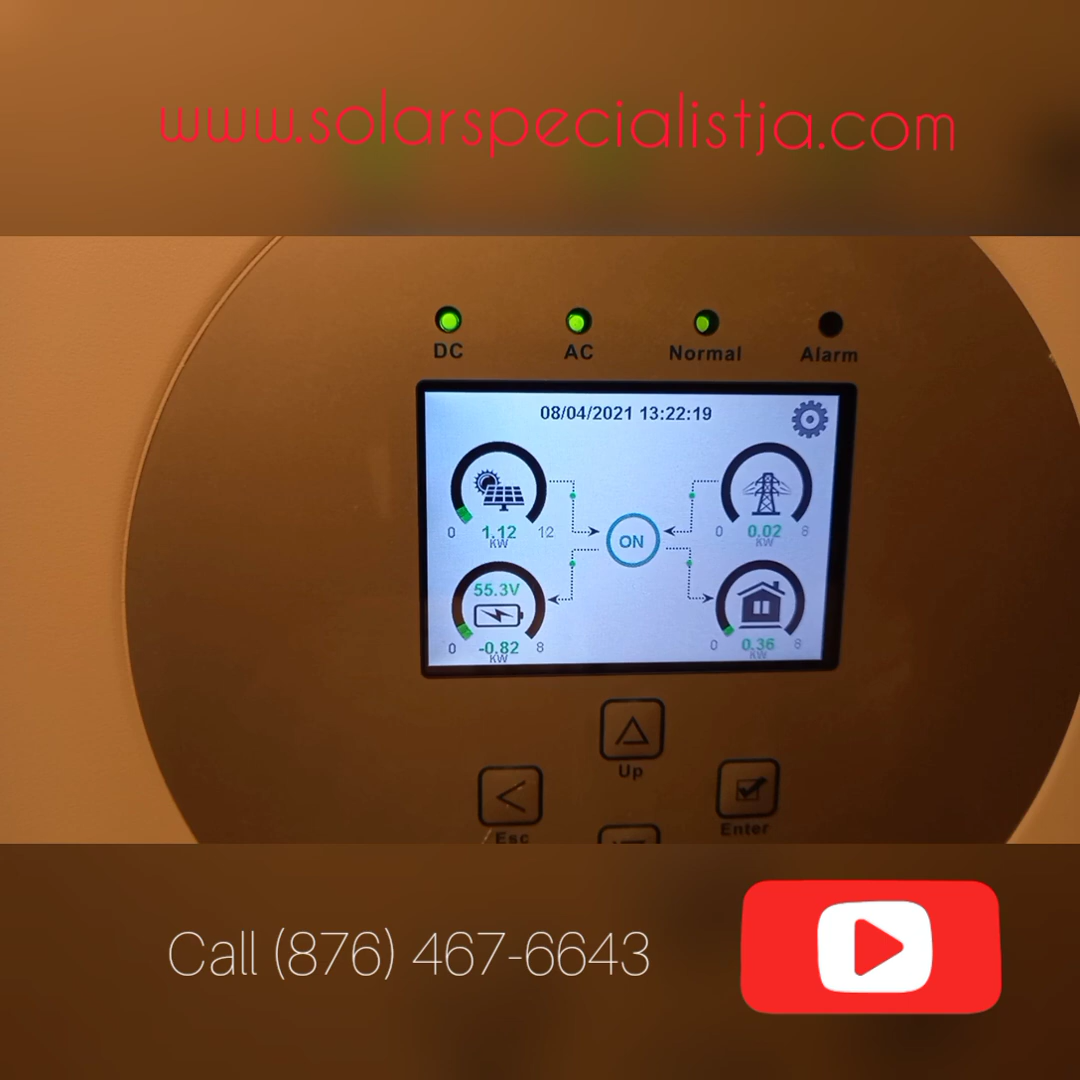 www.solarspecialistja.com
DC AC Normal Alarm
08/04/2021 13:22:19
0 1.12 12
KW
ON
0 0.02 8
KW
55.3V
0 -0.82 8
KW
0 0.36 8
KW
Up
Esc
Enter
Call (876) 467-6643